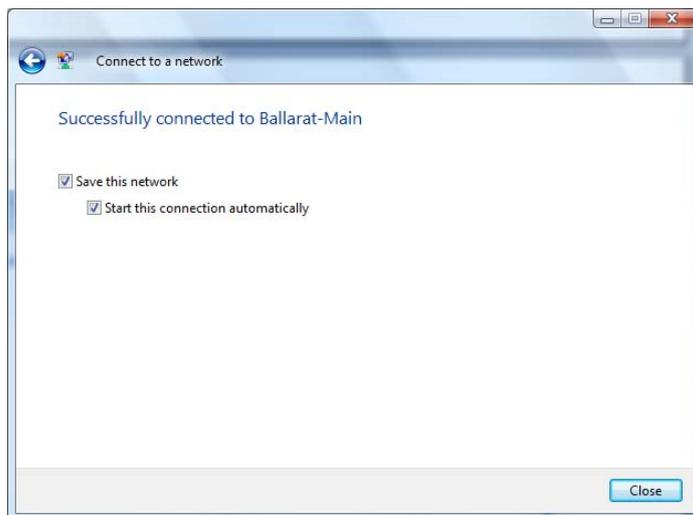 Connect to a network
Successfully connected to Ballarat-Main
Save this network
Start this connection automatically
Close